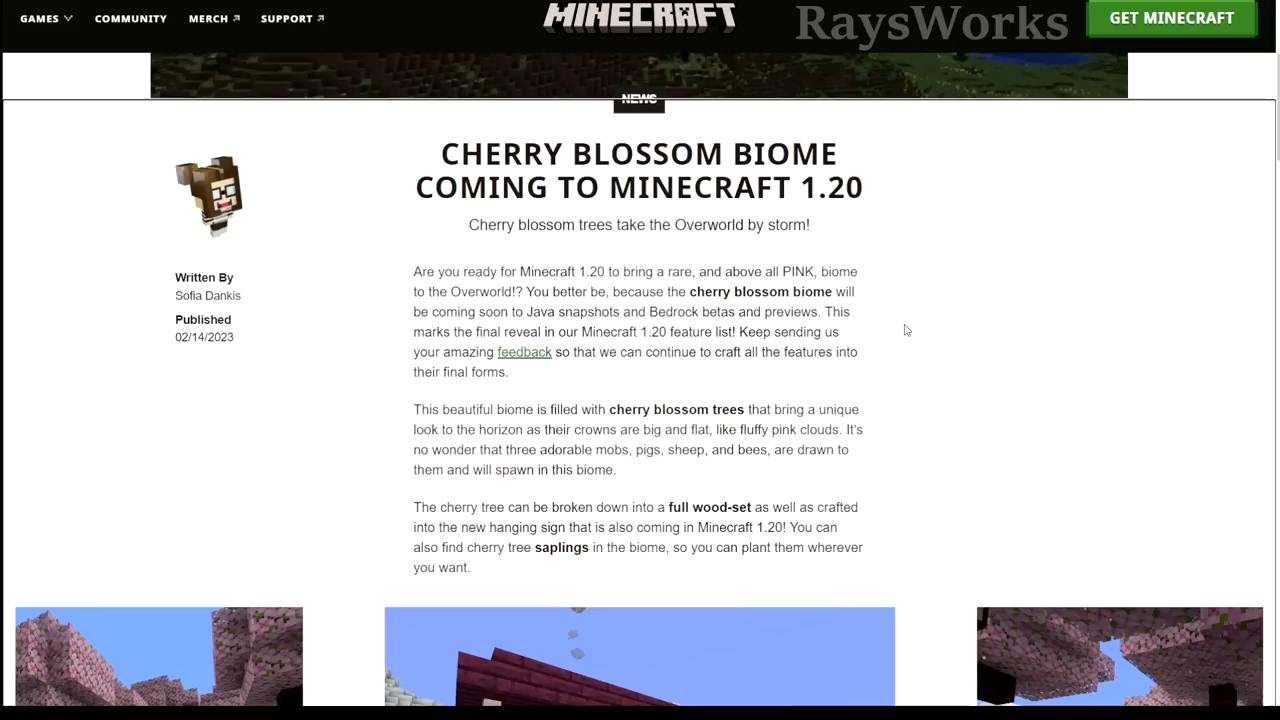 GAMES COMMUNITY MERCH SUPPORT MINECRAFT RaysWorks GET MINECRAFT
NEWS
CHERRY BLOSSOM BIOME
COMING TO MINECRAFT 1.20
Cherry blossom trees take the Overworld by storm!
Written By
Sofia Dankis
Published
02/14/2023
Are you ready for Minecraft 1.20 to bring a rare, and above all PINK, biome
to the Overworld!? You better be, because the cherry blossom biome will
be coming soon to Java snapshots and Bedrock betas and previews. This
marks the final reveal in our Minecraft 1.20 feature list! Keep sending us
your amazing feedback so that we can continue to craft all the features into
their final forms.
This beautiful biome is filled with cherry blossom trees that bring a unique
look to the horizon as their crowns are big and flat, like fluffy pink clouds. It's
no wonder that three adorable mobs, pigs, sheep, and bees, are drawn to
them and will spawn in this biome.
The cherry tree can be broken down into a full wood-set as well as crafted
into the new hanging sign that is also coming in Minecraft 1.20! You can
also find cherry tree saplings in the biome, so you can plant them wherever
you want.